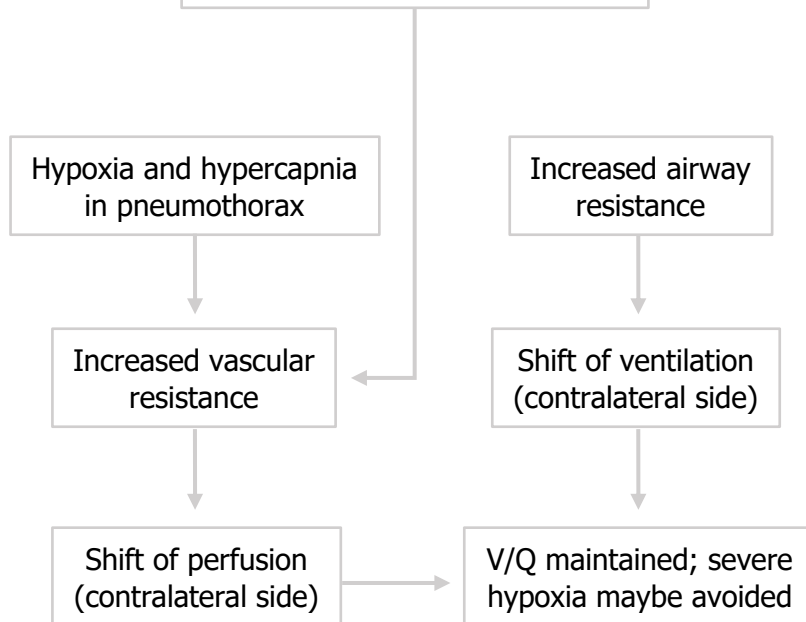 Hypoxia and hypercapnia
in pneumothorax
Increased airway
resistance
Increased vascular
resistance
Shift of ventilation
(contralateral side)
Shift of perfusion
(contralateral side)
V/Q maintained; severe
hypoxia maybe avoided